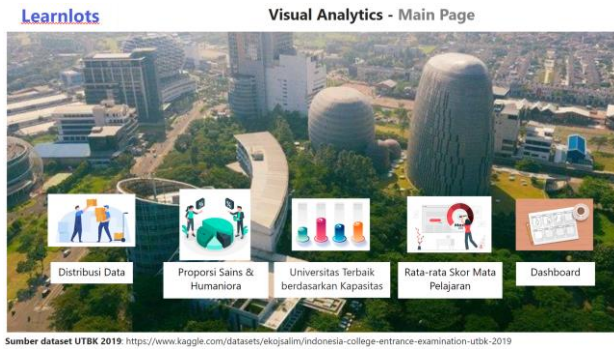 Learnlots
Visual Analytics - Main Page
Distribusi Data
Proporsi Sains &
Humaniora
Universitas Terbaik
berdasarkan Kapasitas
Rata-rata Skor Mata
Pelajaran
Dashboard
Sumber dataset UTBK 2019: https://www.kaggle.com/datasets/ekojsalim/indonesia-college-entrance-examination-utbk-2019